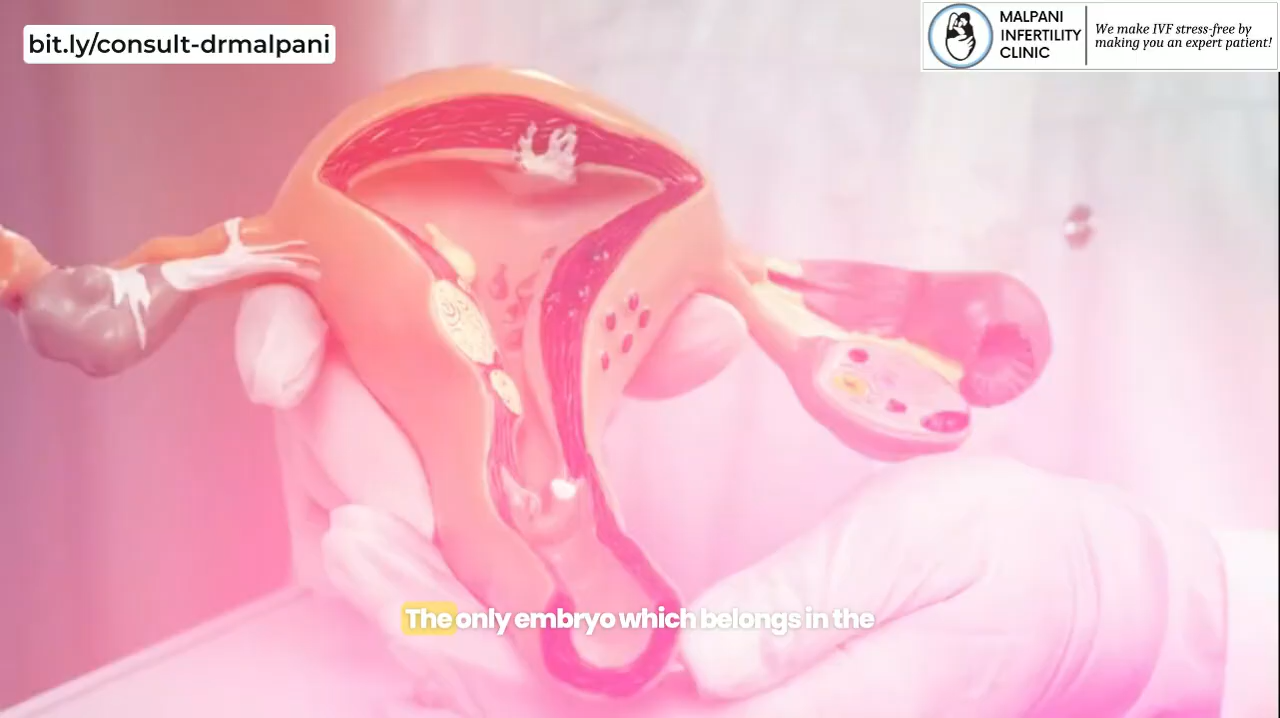 bit.ly/consult-drmalpani
MALPANI
INFERTILITY
CLINIC
We make IVF stress-free by
making you an expert patient!
The only embryo which belongs in the